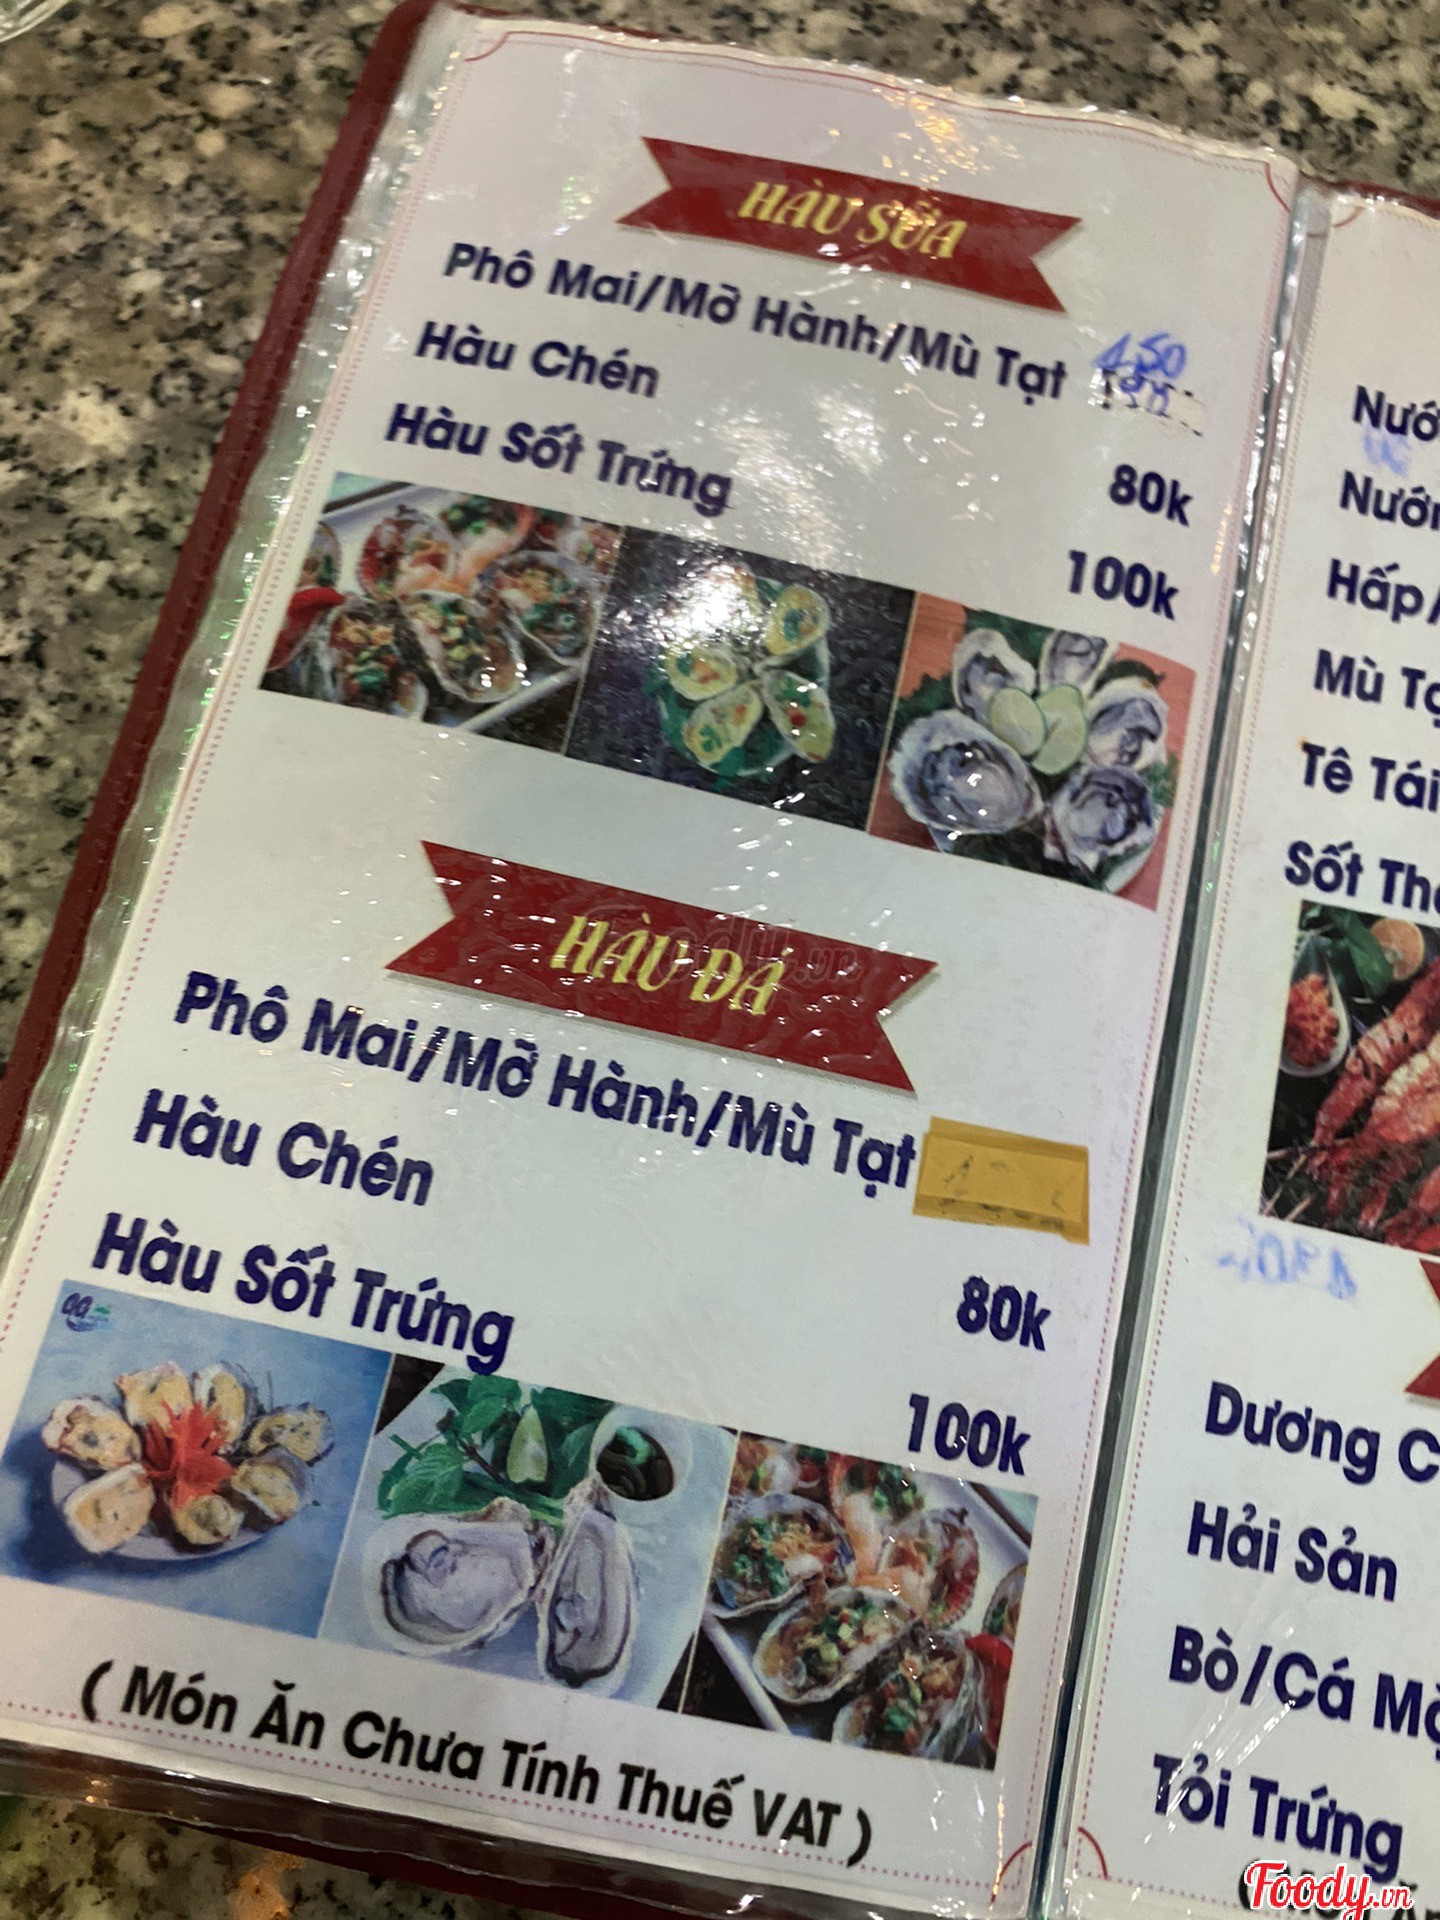 HÀU SỮA
Phô Mai/Mỡ Hành/Mù Tạt
Hàu Chén 80k
Hàu Sốt Trứng 100k
HÀU ĐÁ
Phô Mai/Mỡ Hành/Mù Tạt
Hàu Chén 80k
Hàu Sốt Trứng 100k
( Món Ăn Chưa Tính Thuế VAT )
Nướ
Nướn
Hấp/
Mù Tạ
Tê Tái
Sốt Th
Dương C
Hải Sản
Bò/Cá Mặ
Tỏi Trứng
Foody.vn